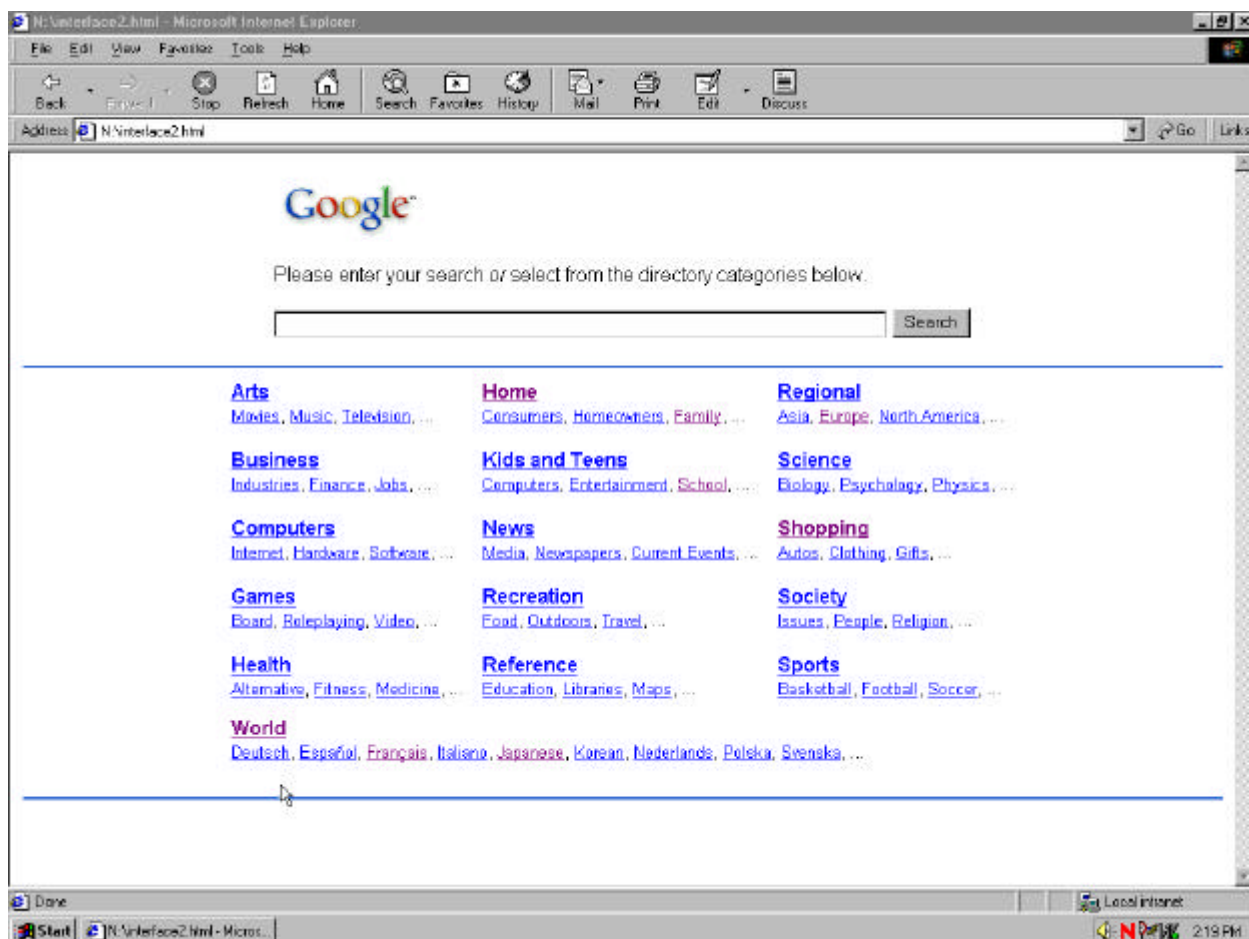 N:\interface2.html - Microsoft Internet Explorer
File Edit View Favorites Tools Help
Back Forward Stop Refresh Home Search Favorites History Mail Print Edit Discuss
Address N:\interface2.html Go Links
Google™
Please enter your search or select from the directory categories below.
Search
Arts Home Regional
Movies, Music, Television, ... Consumers, Homeowners, Family, ... Asia, Europe, North America, ...
Business Kids and Teens Science
Industries, Finance, Jobs, ... Computers, Entertainment, School, ... Biology, Psychology, Physics, ...
Computers News Shopping
Internet, Hardware, Software, ... Media, Newspapers, Current Events, ... Autos, Clothing, Gifts, ...
Games Recreation Society
Board, Roleplaying, Video, ... Food, Outdoors, Travel, ... Issues, People, Religion, ...
Health Reference Sports
Alternative, Fitness, Medicine, ... Education, Libraries, Maps, ... Basketball, Football, Soccer, ...
World
Deutsch, Español, Français, Italiano, Japanese, Korean, Nederlands, Polska, Svenska, ...
Done Local intranet
Start N:\interface2.html - Micros... N 2:19 PM